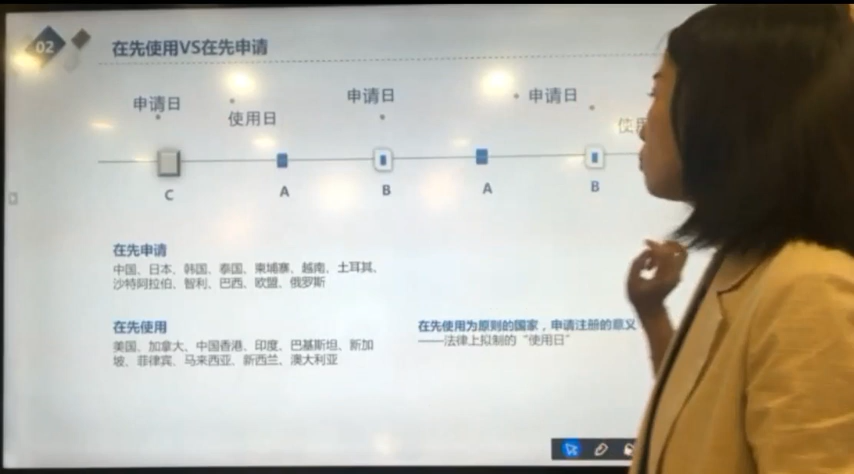 02
在先使用VS在先申请
申请日
使用日
申请日
申请日
使用
C
A
B
A
B
在先申请
中国、日本、韩国、泰国、柬埔寨、越南、土耳其、
沙特阿拉伯、智利、巴西、欧盟、俄罗斯
在先使用
美国、加拿大、中国香港、印度、巴基斯坦、新加
坡、菲律宾、马来西亚、新西兰、澳大利亚
在先使用为原则的国家，申请注册的意义
——法律上拟制的“使用日”